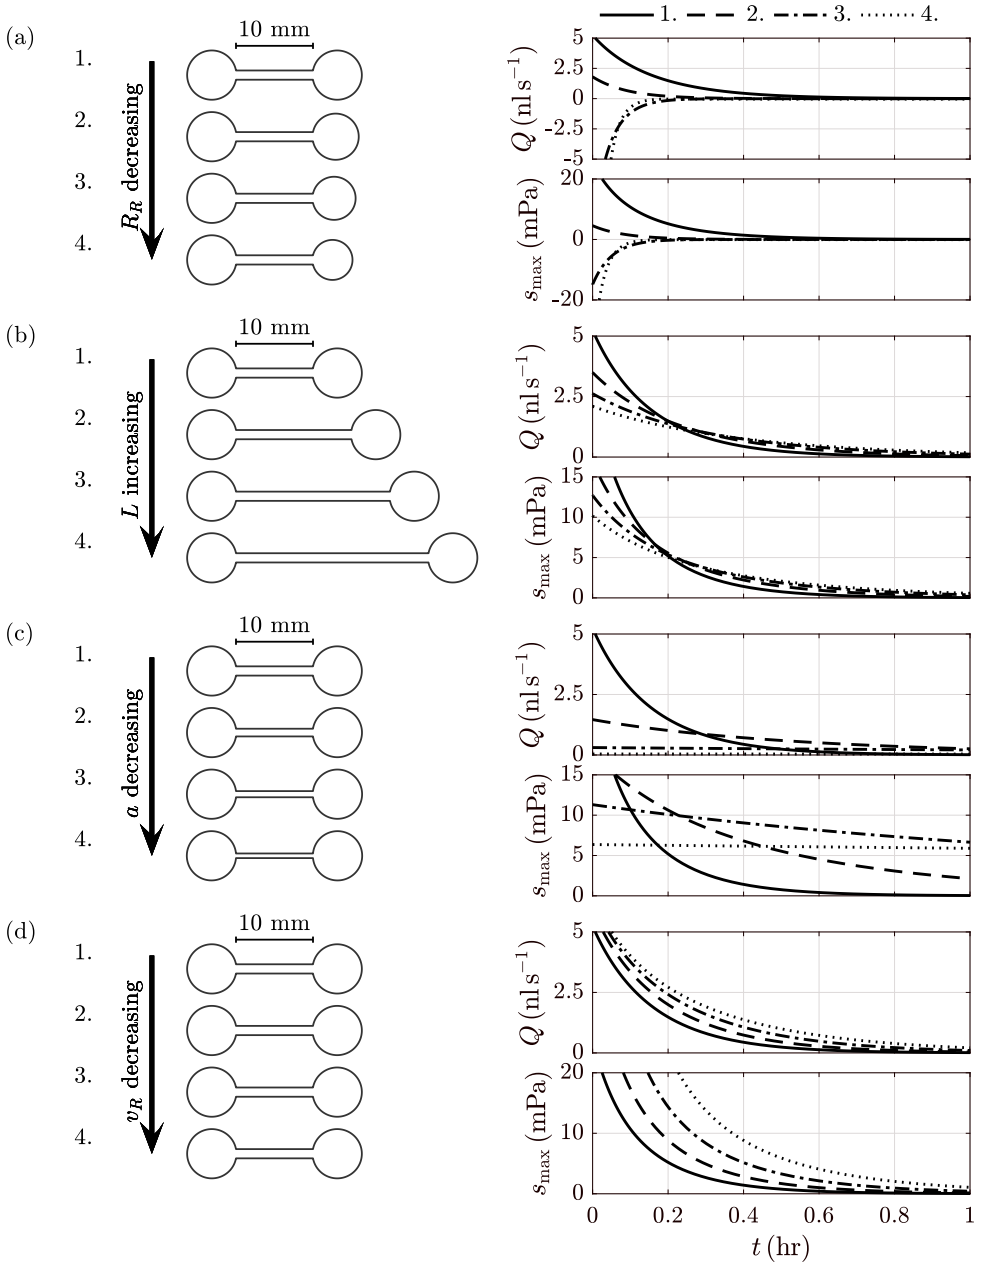 1. 2. 3. 4.
(a)
10 mm
1.
2.
3.
4.
R_R decreasing
5
2.5
0
-2.5
-5
Q (nl s⁻¹)
20
0
-20
s_max (mPa)
(b)
10 mm
1.
2.
3.
4.
L increasing
5
2.5
0
Q (nl s⁻¹)
15
10
5
0
s_max (mPa)
(c)
10 mm
1.
2.
3.
4.
a decreasing
5
2.5
0
Q (nl s⁻¹)
15
10
5
0
s_max (mPa)
(d)
10 mm
1.
2.
3.
4.
v_R decreasing
5
2.5
0
Q (nl s⁻¹)
20
10
0
s_max (mPa)
0 0.2 0.4 0.6 0.8 1
t (hr)